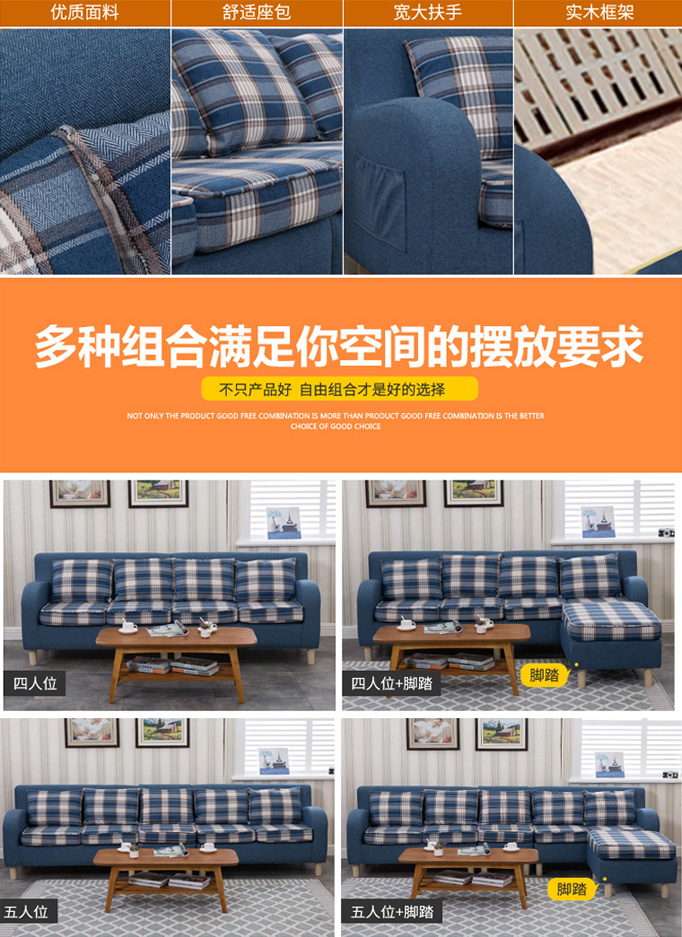 优质面料
舒适座包
宽大扶手
实木框架
多种组合满足你空间的摆放要求
不只产品好 自由组合才是好的选择
NOT ONLY THE PRODUCT GOOD FREE COMBINATION IS MORE THAN PRODUCT GOOD FREE COMBINATION IS THE BETTER
CHOICE OF GOOD CHOICE
四人位
四人位+脚踏
脚踏
五人位
五人位+脚踏
脚踏